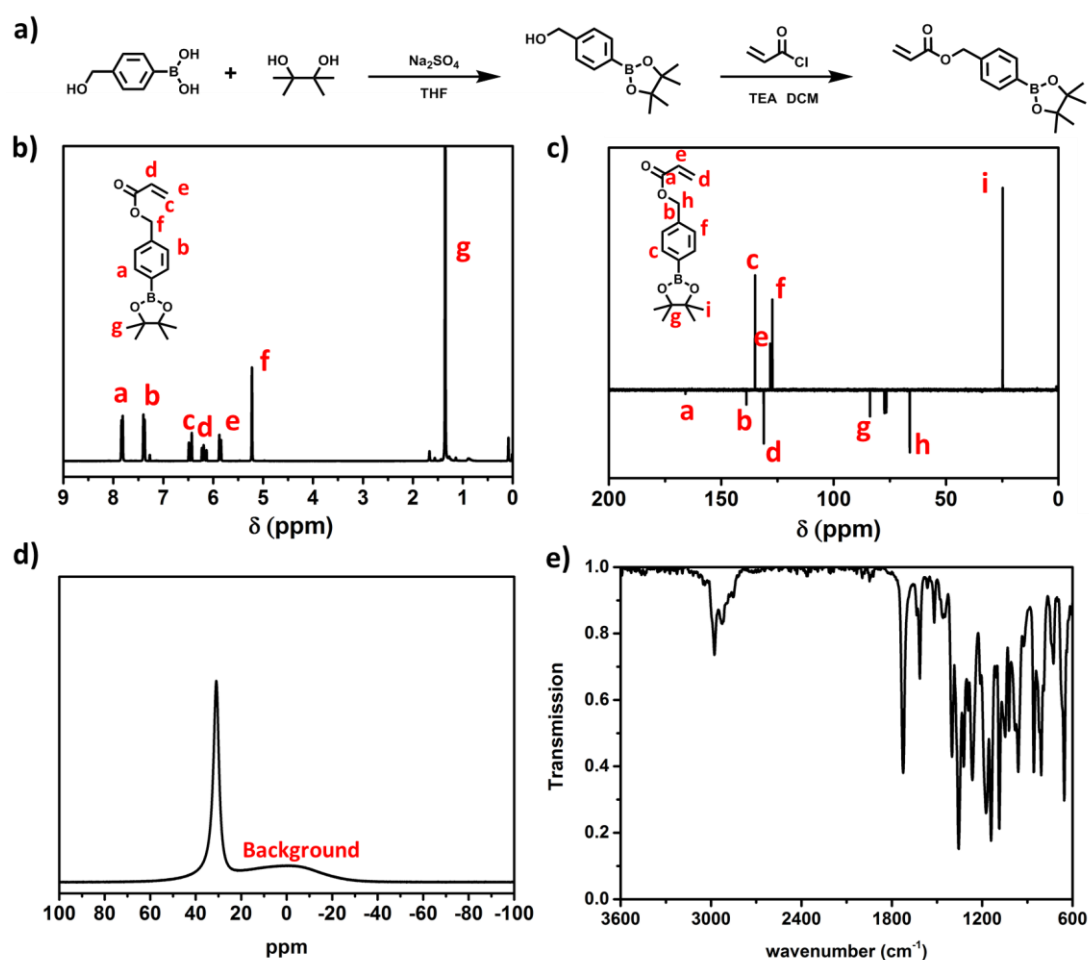 a)
HO
B
OH
OH
+
HO
OH
Na₂SO₄
THF
HO
B
O
O
O
Cl
TEA DCM
O
O
B
O
O
b)
d
e
O
c
O
f
b
a
B
O
O
g
g
a
b
c
d
e
f
9
8
7
6
5
4
3
2
1
0
δ (ppm)
c)
e
O
a
d
O
h
b
f
c
B
O
O
g
i
i
c
f
e
a
b
d
g
h
200
150
100
50
0
δ (ppm)
d)
Background
100
80
60
40
20
0
-20
-40
-60
-80
-100
ppm
e)
1.0
0.8
0.6
0.4
0.2
0.0
Transmission
3600
3000
2400
1800
1200
600
wavenumber (cm⁻¹)